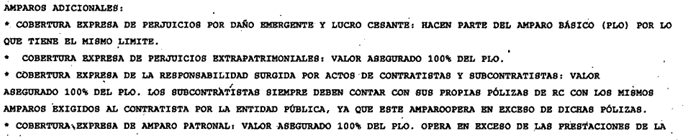 AMPAROS ADICIONALES:
* COBERTURA EXPRESA DE PERJUICIOS POR DAÑO EMERGENTE Y LUCRO CESANTE: HACEN PARTE DEL AMPARO BÁSICO (PLO) POR LO
QUE TIENE EL MISMO LIMITE.
* COBERTURA EXPRESA DE PERJUICIOS EXTRAPATRIMONIALES: VALOR ASEGURADO 100% DEL PLO.
* COBERTURA EXPRESA DE LA RESPONSABILIDAD SURGIDA POR ACTOS DE CONTRATISTAS Y SUBCONTRATISTAS: VALOR
ASEGURADO 100% DEL PLO. LOS SUBCONTRATISTAS SIEMPRE DEBEN CONTAR CON SUS PROPIAS PÓLIZAS DE RC CON LOS MISMOS
AMPAROS EXIGIDOS AL CONTRATISTA POR LA ENTIDAD PÚBLICA, YA QUE ESTE AMPAROOPERA EN EXCESO DE DICHAS PÓLIZAS.
* COBERTURA EXPRESA DE AMPARO PATRONAL: VALOR ASEGURADO 100% DEL PLO. OPERA EN EXCESO DE LAS PRESTACIONES DE LA